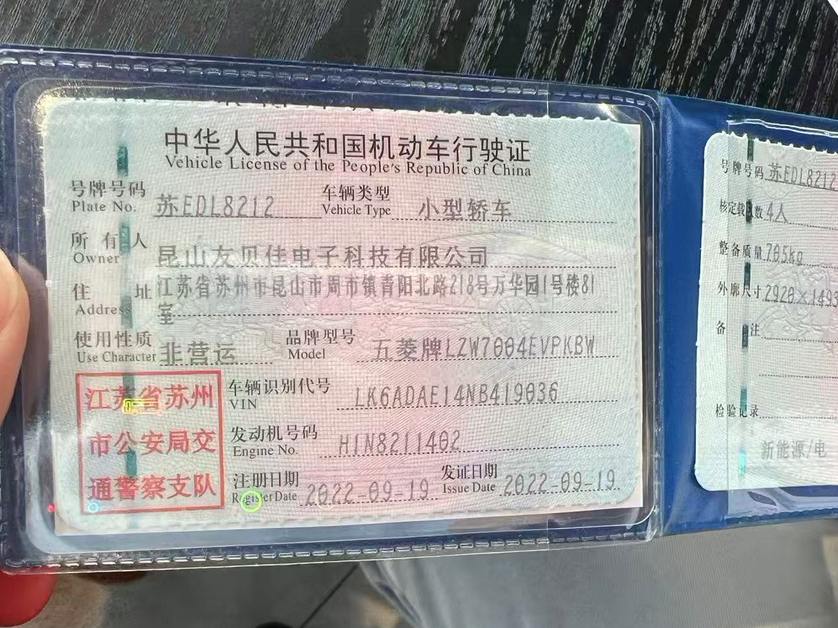 中华人民共和国机动车行驶证
Vehicle License of the People's Republic of China
号牌号码 苏EDL8212 车辆类型 小型轿车
Plate No. Vehicle Type
所有人 昆山友贝佳电子科技有限公司
Owner
住址 江苏省苏州市昆山市周市镇青阳北路218号万华园1号楼81
Address 室
使用性质 非营运 品牌型号 五菱牌LZW7004EVPKBW
Use Character Model
江苏省苏州
市公安局交
通警察支队
车辆识别代号 LK6ADAE14NB419036
VIN
发动机号码 H1N8211402
Engine No.
注册日期 2022-09-19 发证日期 2022-09-19
Register Date Issue Date
号牌号码 苏EDL8212
核定载人数 4人
整备质量 705kg
外廓尺寸 2920×1493
备注
检验记录
新能源/电